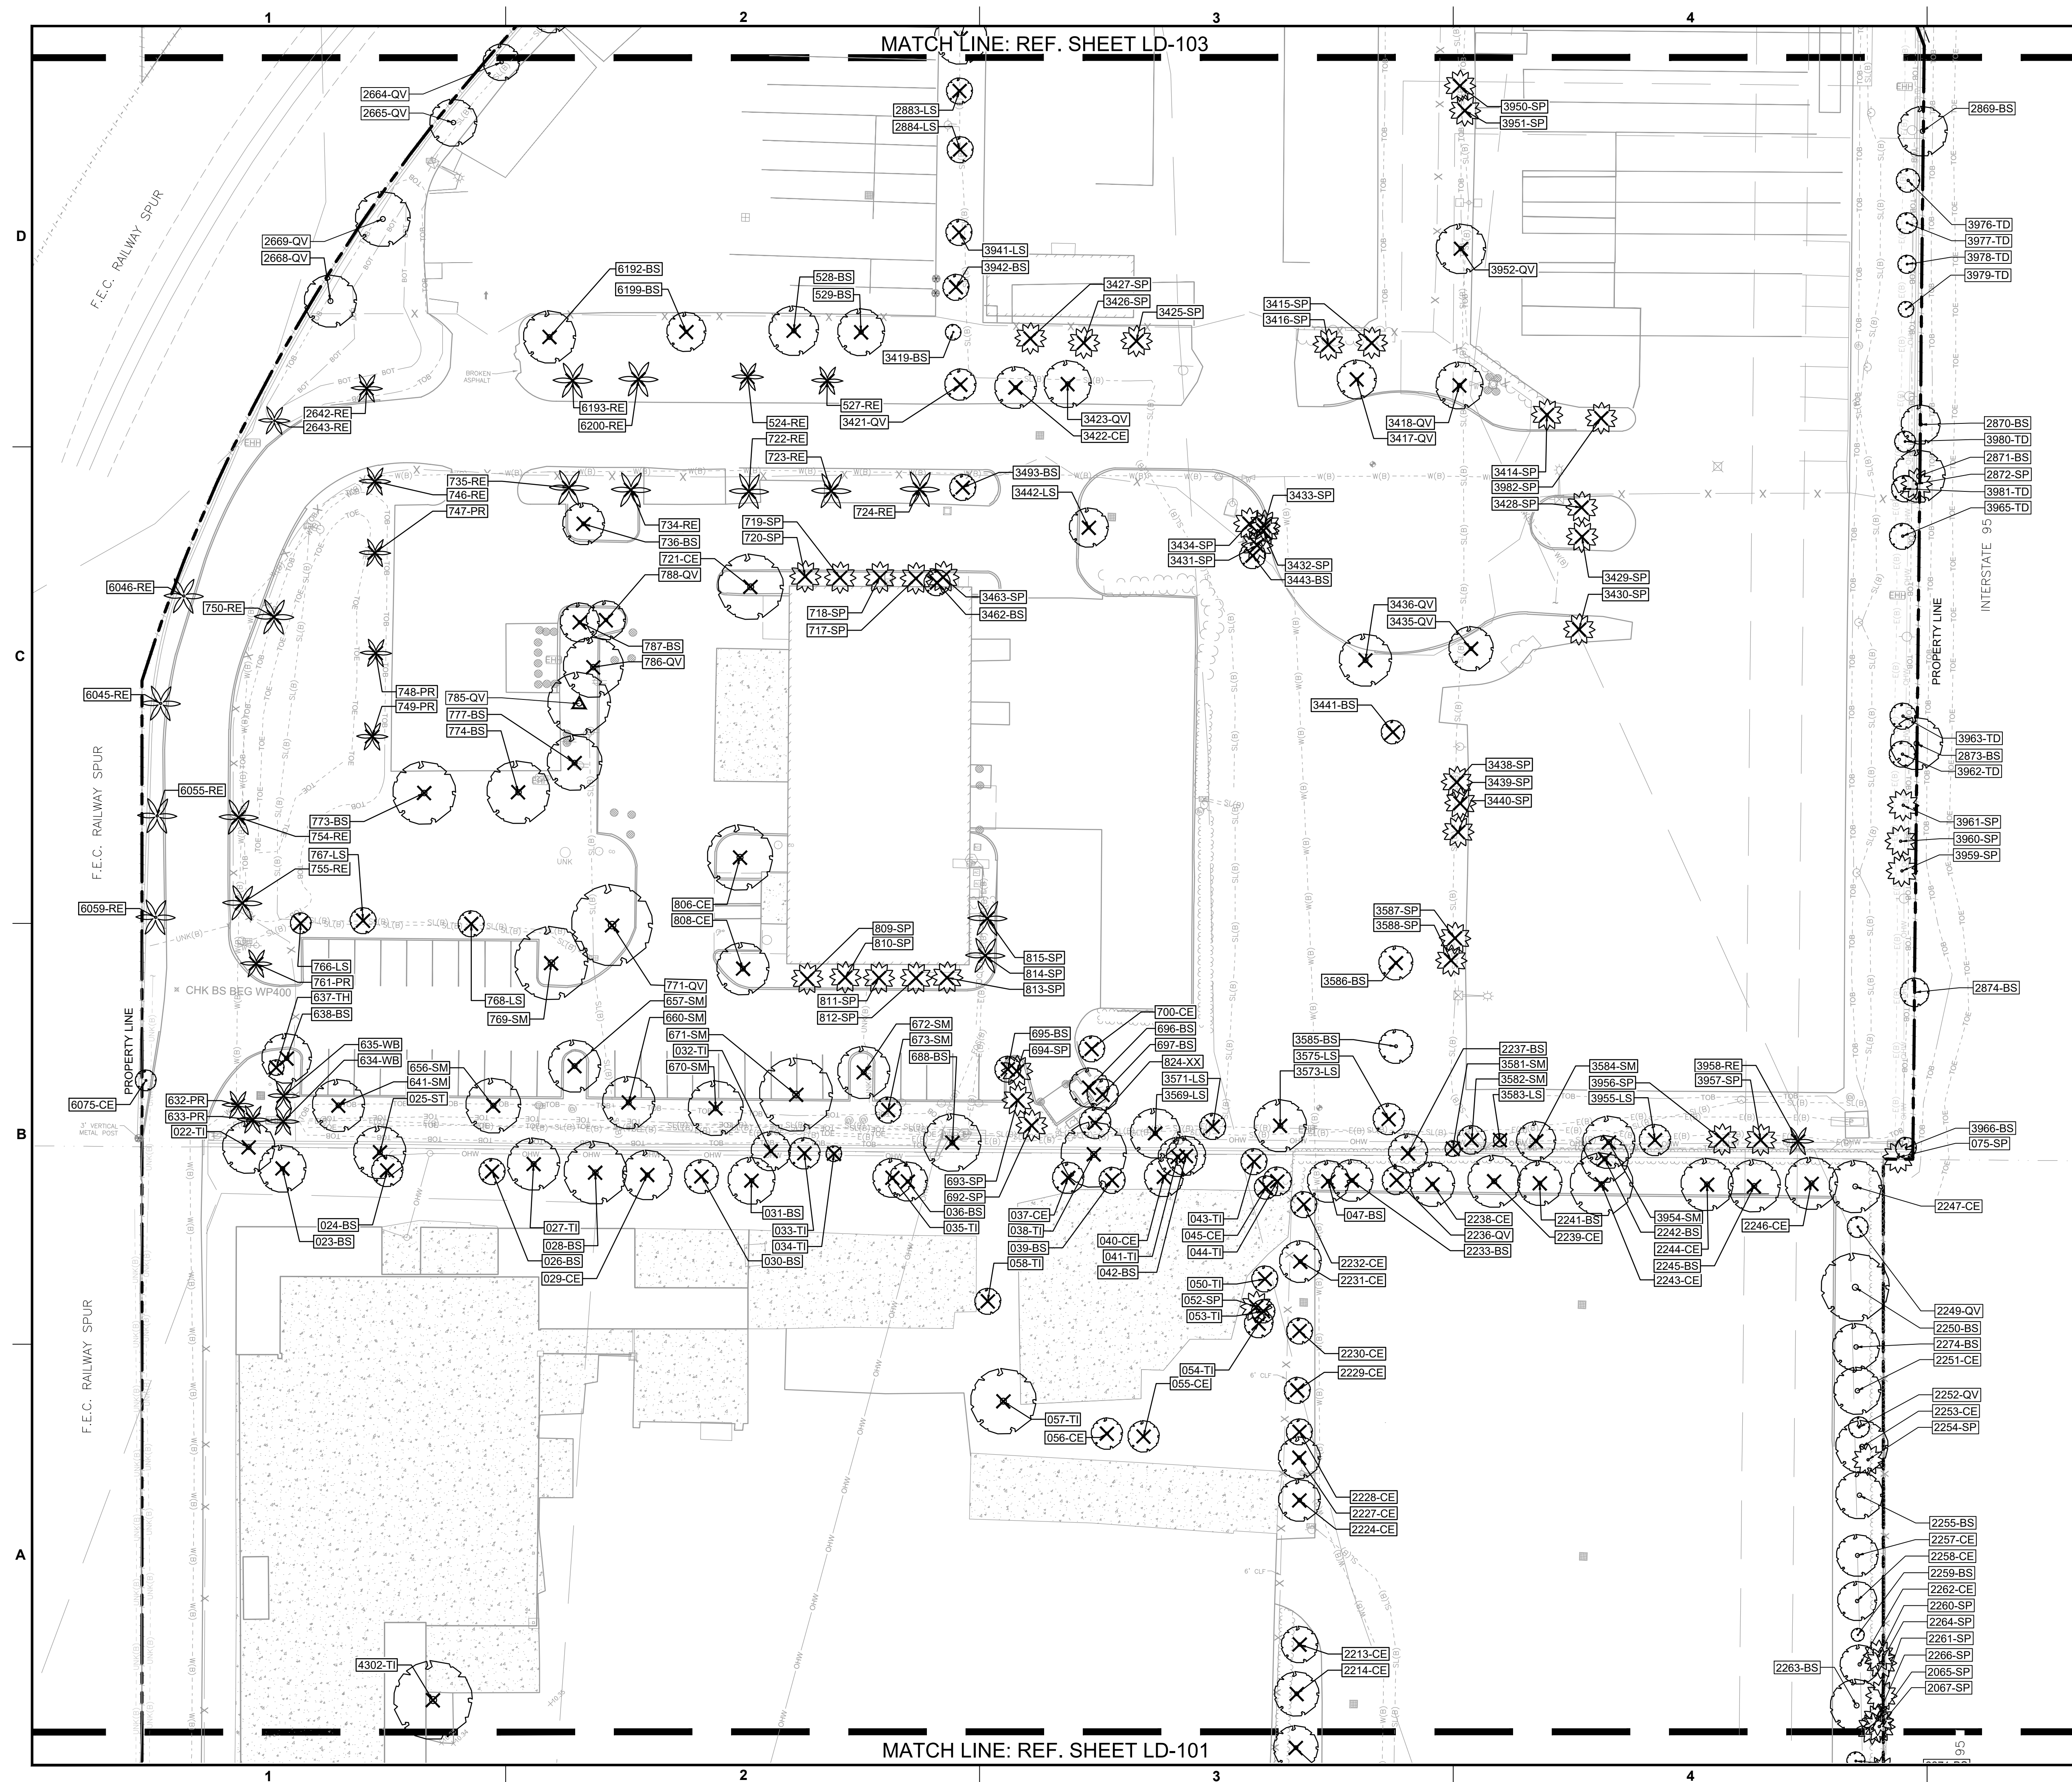 1 2 3 4
MATCH LINE: REF. SHEET LD-103
2664-QV
2665-QV
2883-LS
2884-LS
3950-SP
3951-SP
2869-BS
F.E.C. RAILWAY SPUR
D
2669-QV
2668-QV
3941-LS
3942-BS
3952-QV
3976-TD
3977-TD
3978-TD
3979-TD
6192-BS
6199-BS
528-BS
529-BS
3427-SP
3426-SP
3425-SP
3415-SP
3416-SP
3419-BS
BROKEN
ASPHALT
2642-RE
2643-RE
6193-RE
6200-RE
524-RE
527-RE
3421-QV
3423-QV
3422-CE
3418-QV
3417-QV
2870-BS
3980-TD
2871-BS
2872-SP
3981-TD
3965-TD
722-RE
723-RE
735-RE
746-RE
747-PR
734-RE
736-BS
724-RE
3493-BS
3442-LS
3433-SP
3434-SP
3431-SP
3432-SP
3443-BS
3414-SP
3982-SP
3428-SP
3429-SP
3430-SP
719-SP
720-SP
721-CE
788-QV
718-SP
717-SP
3463-SP
3462-BS
INTERSTATE 95
PROPERTY LINE
6046-RE
750-RE
787-BS
786-QV
3436-QV
3435-QV
C
6045-RE
748-PR
749-PR
785-QV
777-BS
774-BS
3441-BS
3963-TD
2873-BS
3962-TD
F.E.C. RAILWAY SPUR
6055-RE
773-BS
754-RE
767-LS
755-RE
3438-SP
3439-SP
3440-SP
3961-SP
3960-SP
3959-SP
UNK
6059-RE
806-CE
808-CE
809-SP
810-SP
815-SP
814-SP
813-SP
811-SP
812-SP
3587-SP
3588-SP
3586-BS
766-LS
761-PR
CHK BS BEG WP400
768-LS
769-SM
771-QV
2874-BS
PROPERTY LINE
637-TH
638-BS
635-WB
634-WB
656-SM
641-SM
025-ST
657-SM
660-SM
671-SM
032-TI
670-SM
672-SM
673-SM
688-BS
695-BS
694-SP
700-CE
696-BS
697-BS
824-XX
3571-LS
3569-LS
3585-BS
3575-LS
3573-LS
2237-BS
3581-SM
3582-SM
3583-LS
3584-SM
3956-SP
3955-LS
3958-RE
3957-SP
6075-CE
B
632-PR
633-PR
022-TI
3' VERTICAL
METAL POST
3966-BS
075-SP
024-BS
023-BS
027-TI
028-BS
026-BS
029-CE
031-BS
033-TI
034-TI
030-BS
693-SP
692-SP
036-BS
035-TI
037-CE
038-TI
039-BS
058-TI
040-CE
041-TI
042-BS
043-TI
045-CE
044-TI
047-BS
2238-CE
2236-QV
2233-BS
2241-BS
2239-CE
3954-SM
2242-BS
2244-CE
2245-BS
2243-CE
2246-CE
2247-CE
050-TI
052-SP
053-TI
054-TI
2232-CE
2231-CE
2230-CE
2229-CE
6' CLF
055-CE
057-TI
056-CE
F.E.C. RAILWAY SPUR
2249-QV
2250-BS
2274-BS
2251-CE
2252-QV
2253-CE
2254-SP
2228-CE
2227-CE
2224-CE
2255-BS
A
6' CLF
2257-CE
2258-CE
2259-BS
2262-CE
2260-SP
2264-SP
2261-SP
2266-SP
2065-SP
2067-SP
2263-BS
4302-TI
2213-CE
2214-CE
95
MATCH LINE: REF. SHEET LD-101
1 2 3 4